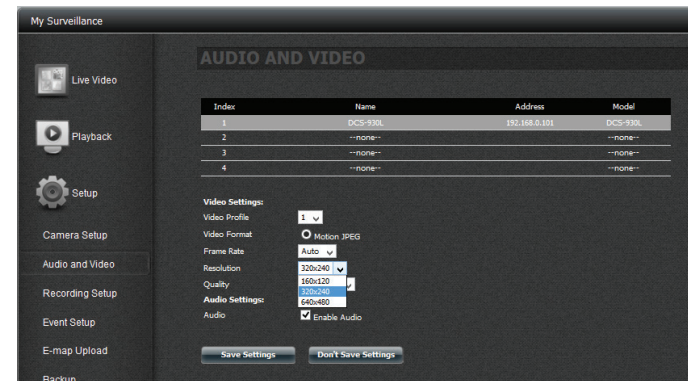 My Surveillance
AUDIO AND VIDEO
Live Video
Playback
Setup
Camera Setup
Audio and Video
Recording Setup
Event Setup
E-map Upload
Backup
Index Name Address Model
1 DCS-930L 192.168.0.101 DCS-930L
2 --none-- --none--
3 --none-- --none--
4 --none-- --none--
Video Settings:
Video Profile 1
Video Format Motion JPEG
Frame Rate Auto
Resolution 320x240
160x120
Quality 320x240
Audio Settings: 640x480
Audio Enable Audio
Save Settings Don't Save Settings